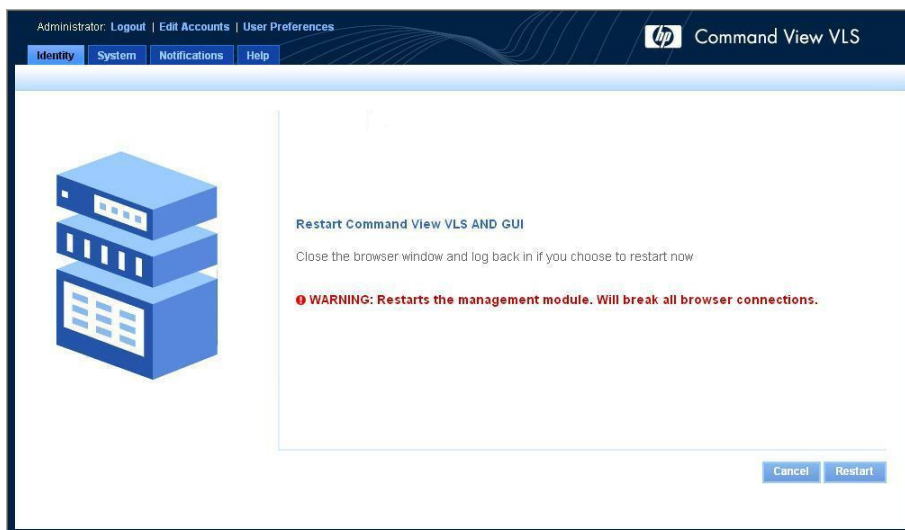 Administrator: Logout | Edit Accounts | User Preferences
hp Command View VLS
Identity System Notifications Help
Restart Command View VLS AND GUI
Close the browser window and log back in if you choose to restart now
WARNING: Restarts the management module. Will break all browser connections.
Cancel Restart